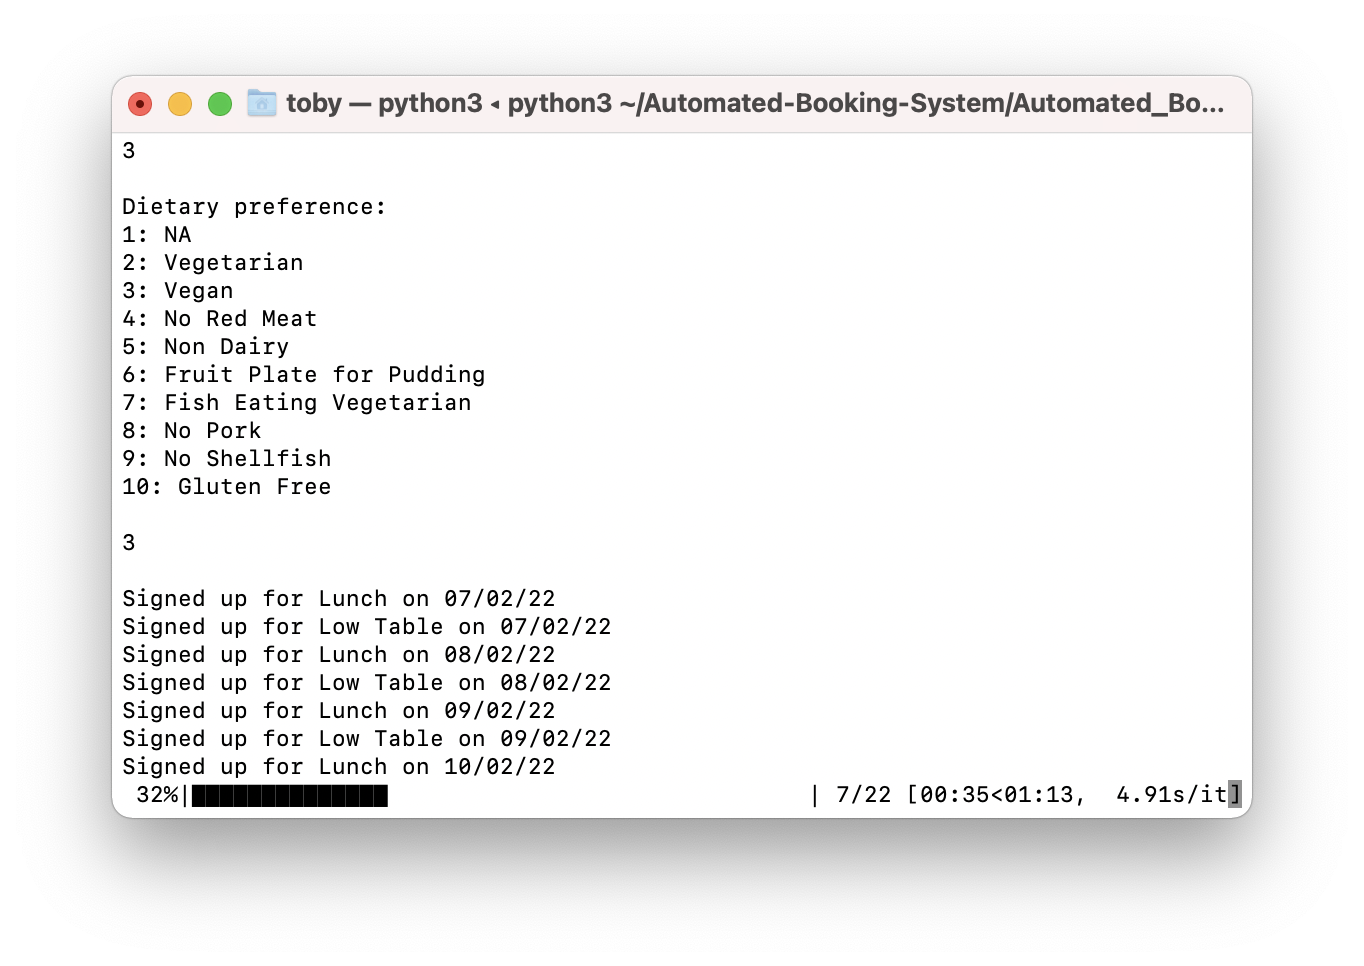 toby — python3 ◂ python3 ~/Automated-Booking-System/Automated_Bo...
3
Dietary preference:
1: NA
2: Vegetarian
3: Vegan
4: No Red Meat
5: Non Dairy
6: Fruit Plate for Pudding
7: Fish Eating Vegetarian
8: No Pork
9: No Shellfish
10: Gluten Free
3
Signed up for Lunch on 07/02/22
Signed up for Low Table on 07/02/22
Signed up for Lunch on 08/02/22
Signed up for Low Table on 08/02/22
Signed up for Lunch on 09/02/22
Signed up for Low Table on 09/02/22
Signed up for Lunch on 10/02/22
32%|██████████████                              | 7/22 [00:35<01:13,  4.91s/it]